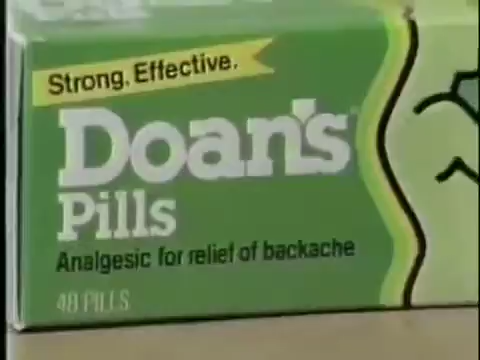 Strong. Effective.
Doan's
Pills
Analgesic for relief of backache
48 PILLS